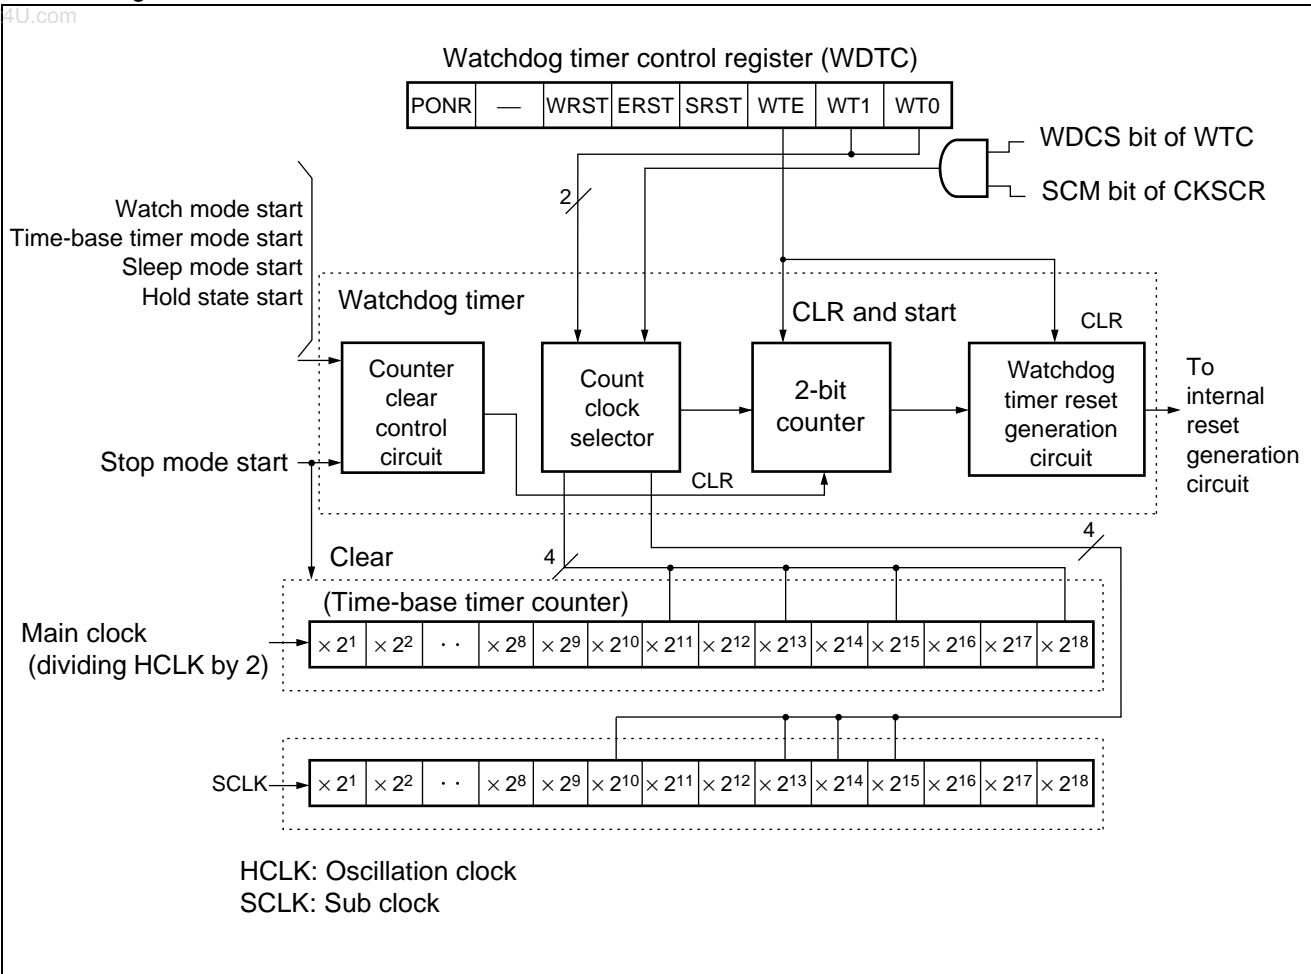 4U.com
Watchdog timer control register (WDTC)
PONR — WRST ERST SRST WTE WT1 WT0
WDCS bit of WTC
SCM bit of CKSCR
2
Watch mode start
Time-base timer mode start
Sleep mode start
Hold state start
Watchdog timer
CLR and start
CLR
Counter
clear
control
circuit
Count
clock
selector
2-bit
counter
Watchdog
timer reset
generation
circuit
To
internal
reset
generation
circuit
Stop mode start
CLR
4
4
Clear
(Time-base timer counter)
Main clock
(dividing HCLK by 2)
× 2¹ × 2² · · × 2⁸ × 2⁹ × 2¹⁰ × 2¹¹ × 2¹² × 2¹³ × 2¹⁴ × 2¹⁵ × 2¹⁶ × 2¹⁷ × 2¹⁸
SCLK
× 2¹ × 2² · · × 2⁸ × 2⁹ × 2¹⁰ × 2¹¹ × 2¹² × 2¹³ × 2¹⁴ × 2¹⁵ × 2¹⁶ × 2¹⁷ × 2¹⁸
HCLK: Oscillation clock
SCLK: Sub clock